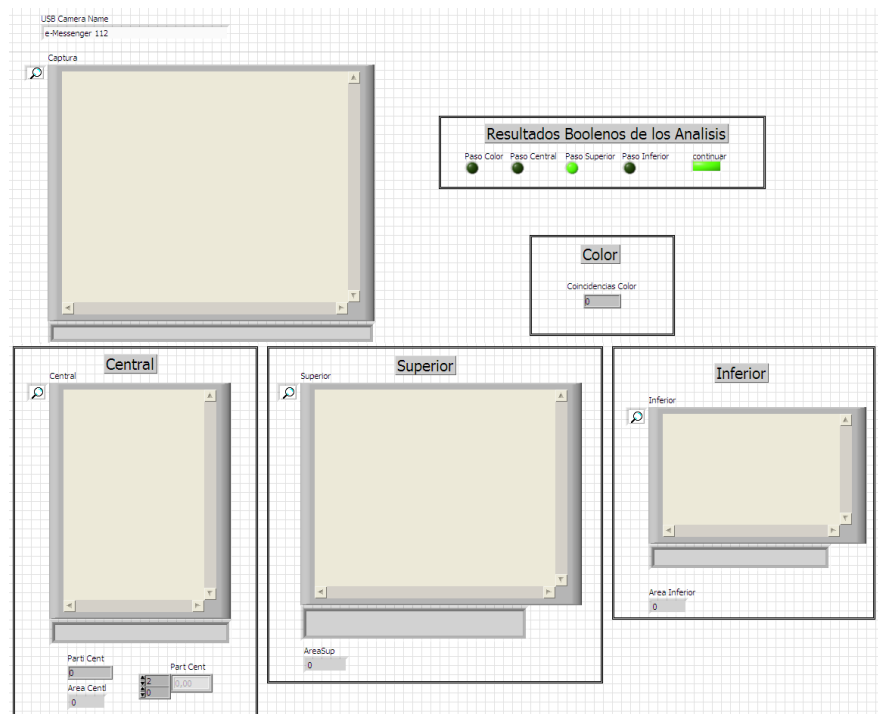 USB Camera Name
e-Messenger 112
Captura
Resultados Boolenos de los Analisis
Paso Color Paso Central Paso Superior Paso Inferior continuar
Color
Coincidencias Color
0
Central
Central
Parti Cent
0
Area Centl
0
Part Cent
2
0
0,00
Superior
Superior
AreaSup
0
Inferior
Inferior
Area Inferior
0